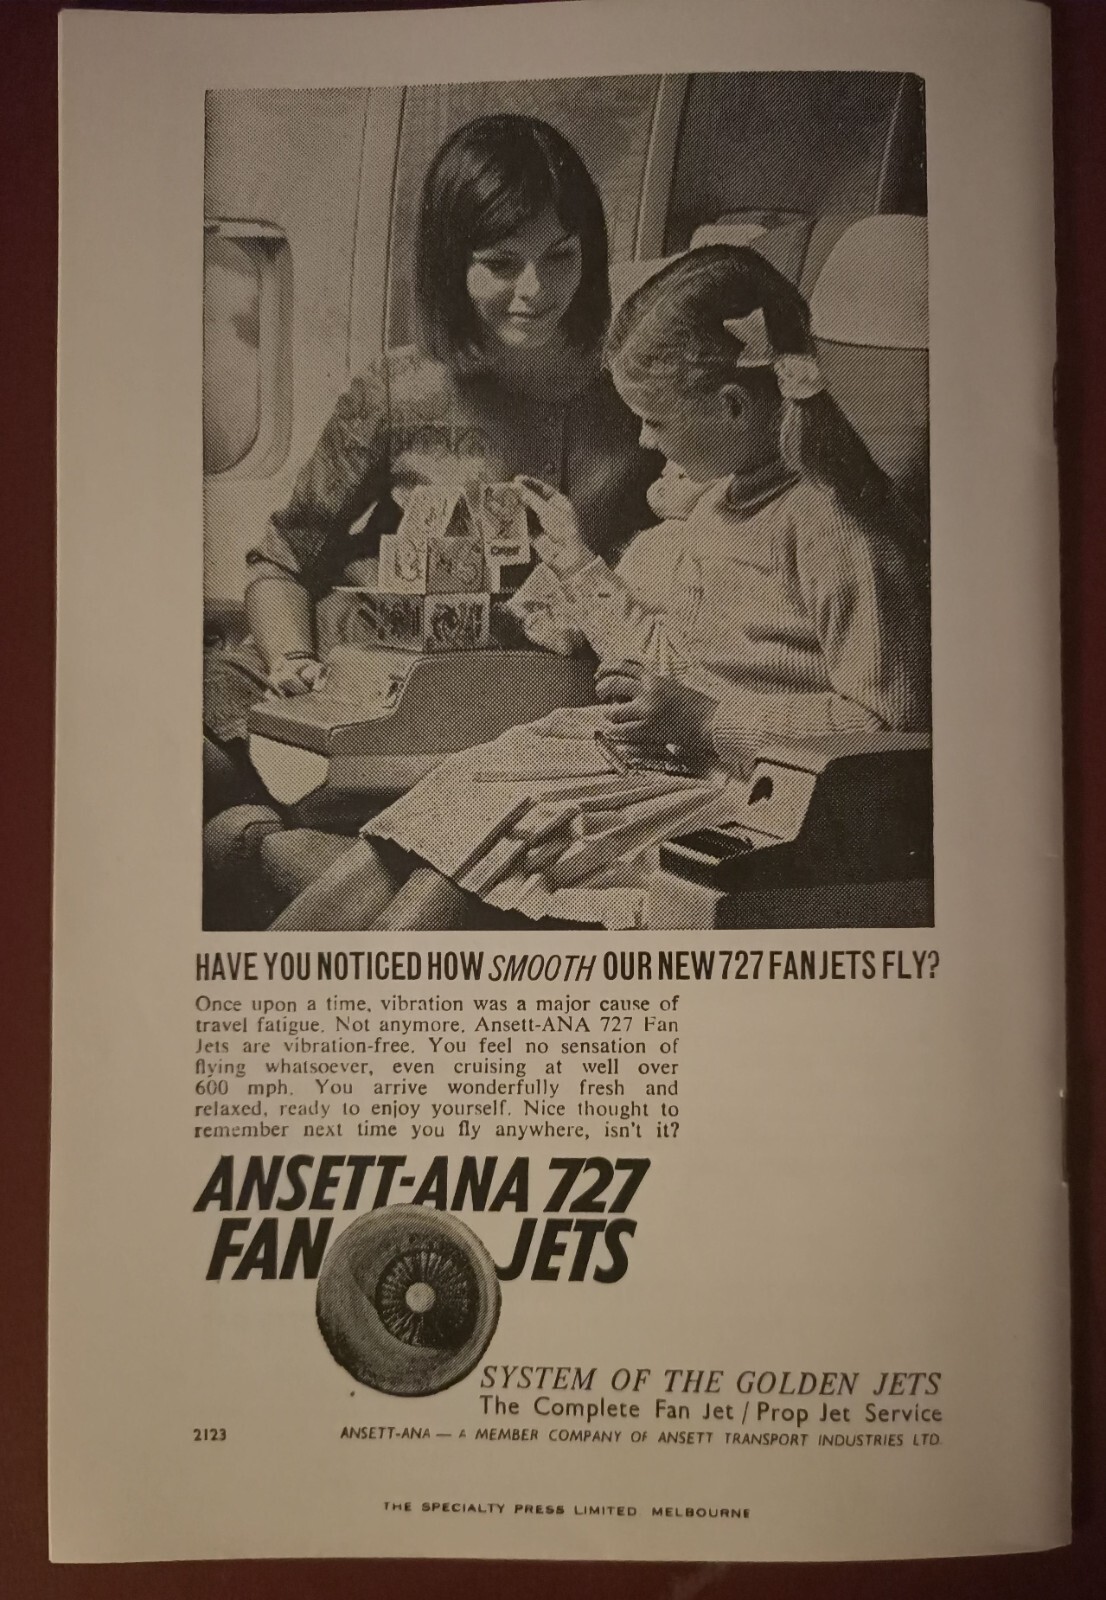 HAVE YOU NOTICED HOW SMOOTH OUR NEW 727 FAN JETS FLY?
Once upon a time, vibration was a major cause of
travel fatigue. Not anymore. Ansett-ANA 727 Fan
Jets are vibration-free. You feel no sensation of
flying whatsoever, even cruising at well over
600 mph. You arrive wonderfully fresh and
relaxed, ready to enjoy yourself. Nice thought to
remember next time you fly anywhere, isn't it?
ANSETT-ANA 727
FAN JETS
SYSTEM OF THE GOLDEN JETS
The Complete Fan Jet / Prop Jet Service
2123 ANSETT-ANA — A MEMBER COMPANY OF ANSETT TRANSPORT INDUSTRIES LTD.
THE SPECIALTY PRESS LIMITED MELBOURNE